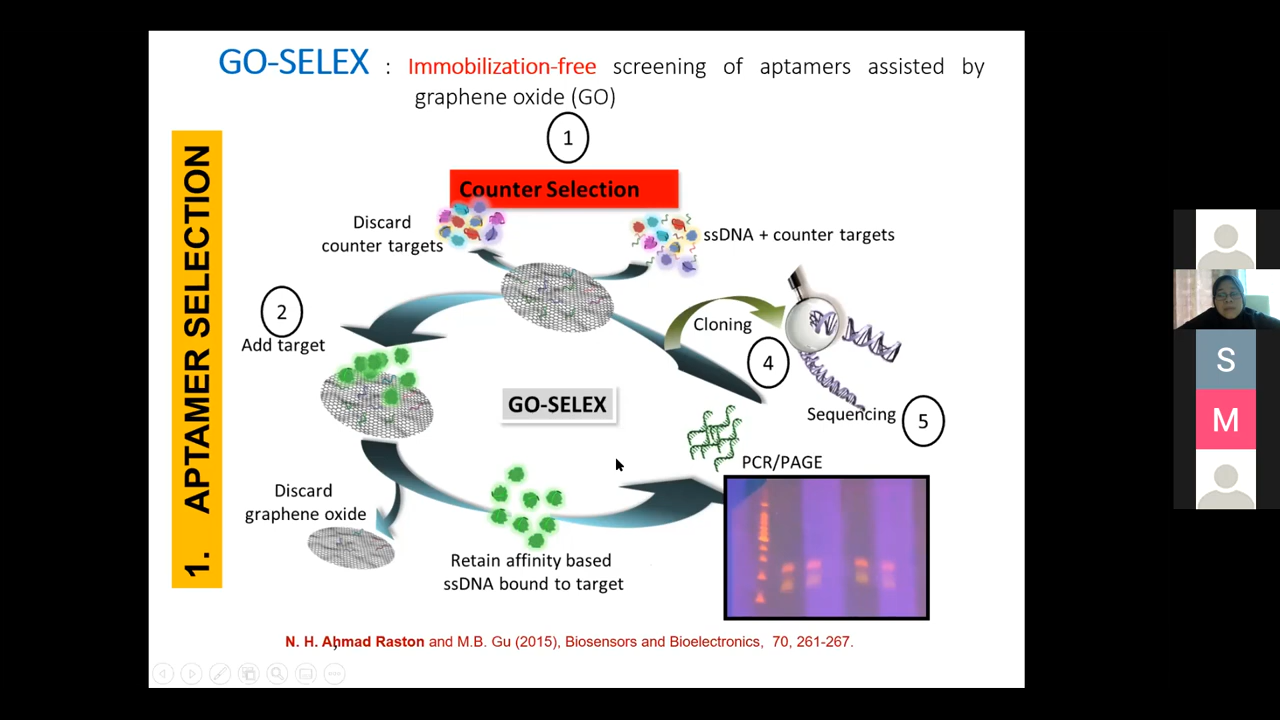 GO-SELEX : Immobilization-free screening of aptamers assisted by
graphene oxide (GO)
1
Counter Selection
Discard
counter targets
ssDNA + counter targets
1. APTAMER SELECTION
2
Add target
Cloning
4
GO-SELEX
Sequencing
5
PCR/PAGE
Discard
graphene oxide
Retain affinity based
ssDNA bound to target
N. H. Ahmad Raston and M.B. Gu (2015), Biosensors and Bioelectronics, 70, 261-267.
S
M